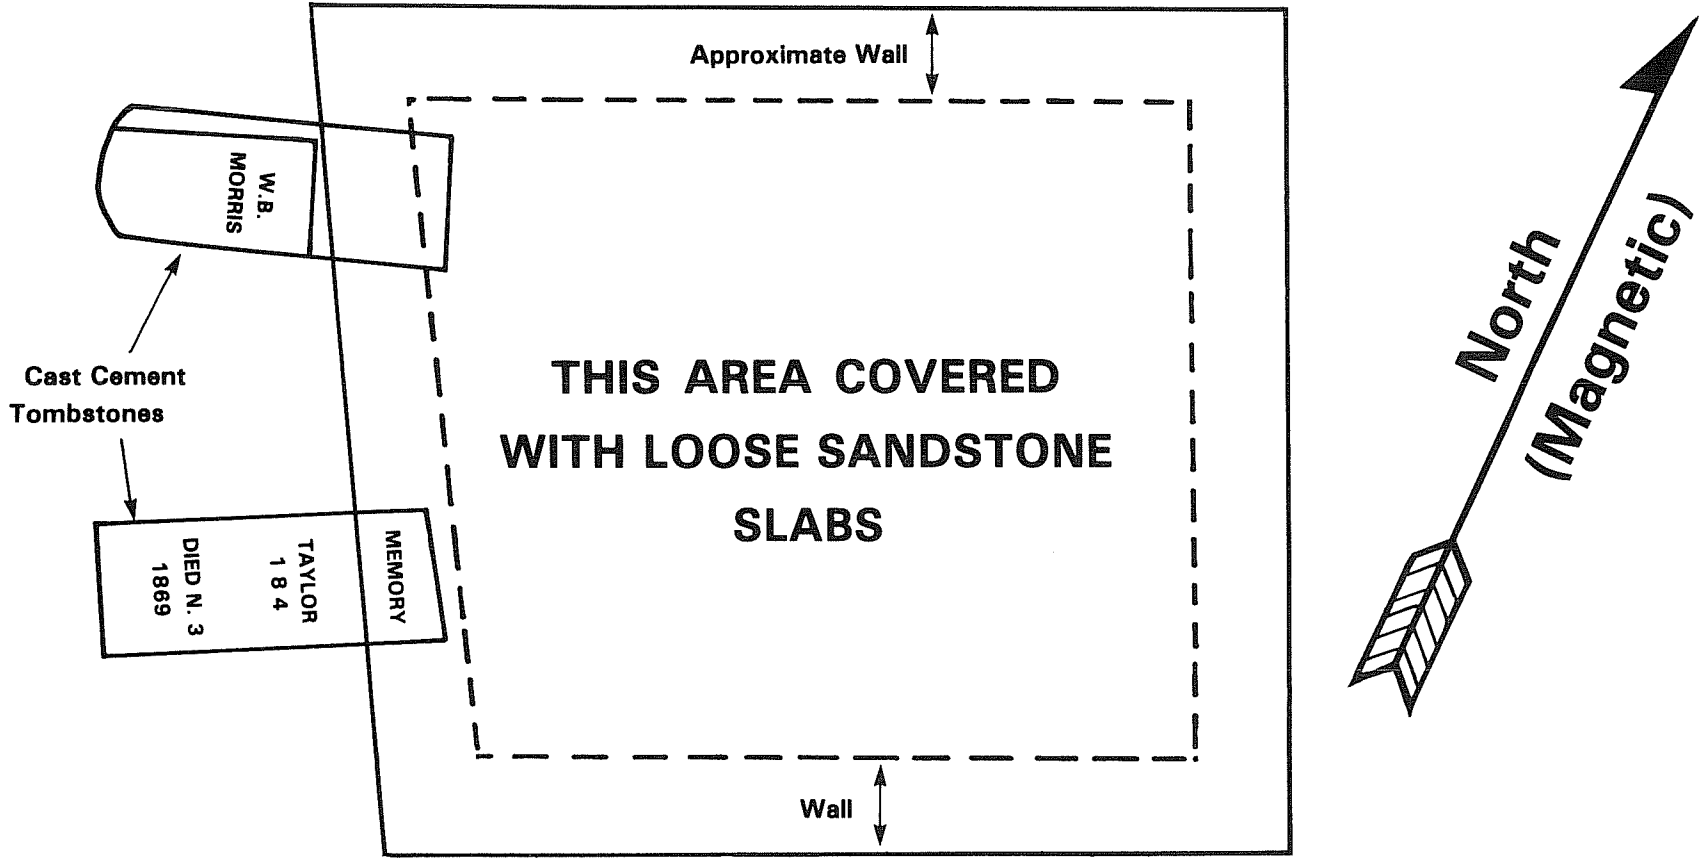 Approximate Wall
W.B.
MORRIS
Cast Cement
Tombstones
THIS AREA COVERED
WITH LOOSE SANDSTONE
SLABS
MEMORY
TAYLOR
1 8 4
DIED N. 3
1869
Wall
North
(Magnetic)